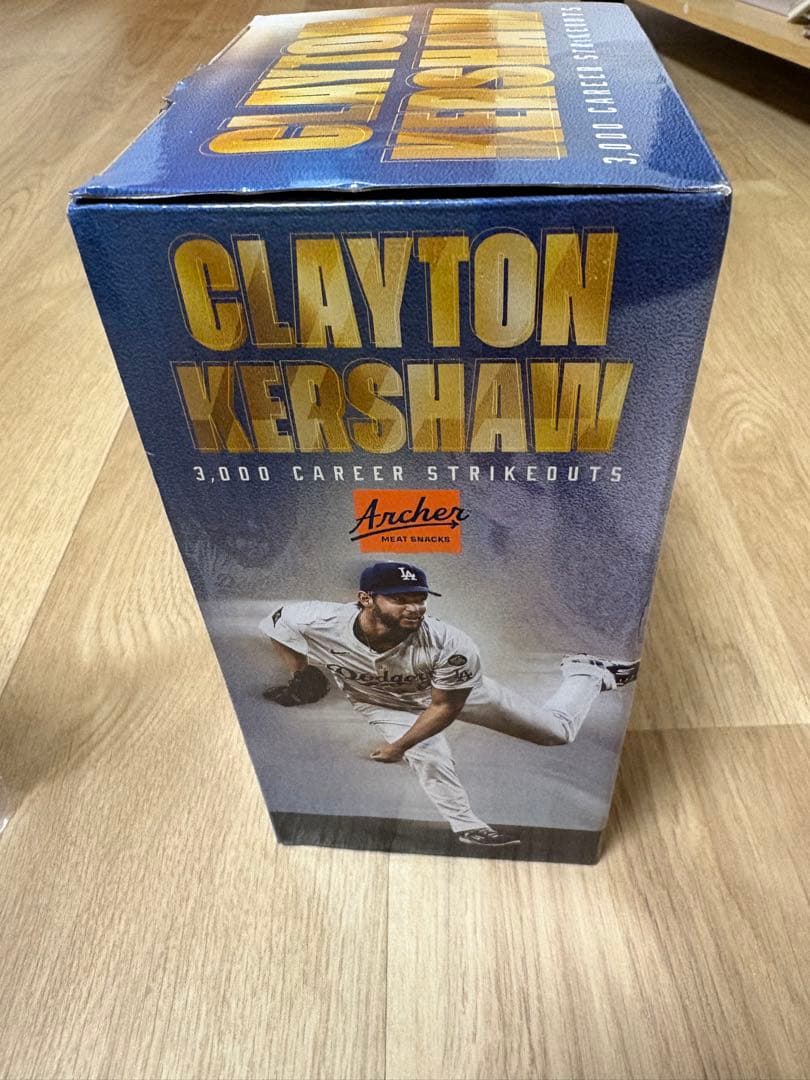 CLAYTON
KERSHAW
3,000 CAREER STRIKEOUTS
CLAYTON
KERSHAW
3,000 CAREER STRIKEOUTS
Archer
MEAT SNACKS
LA
Dodgers